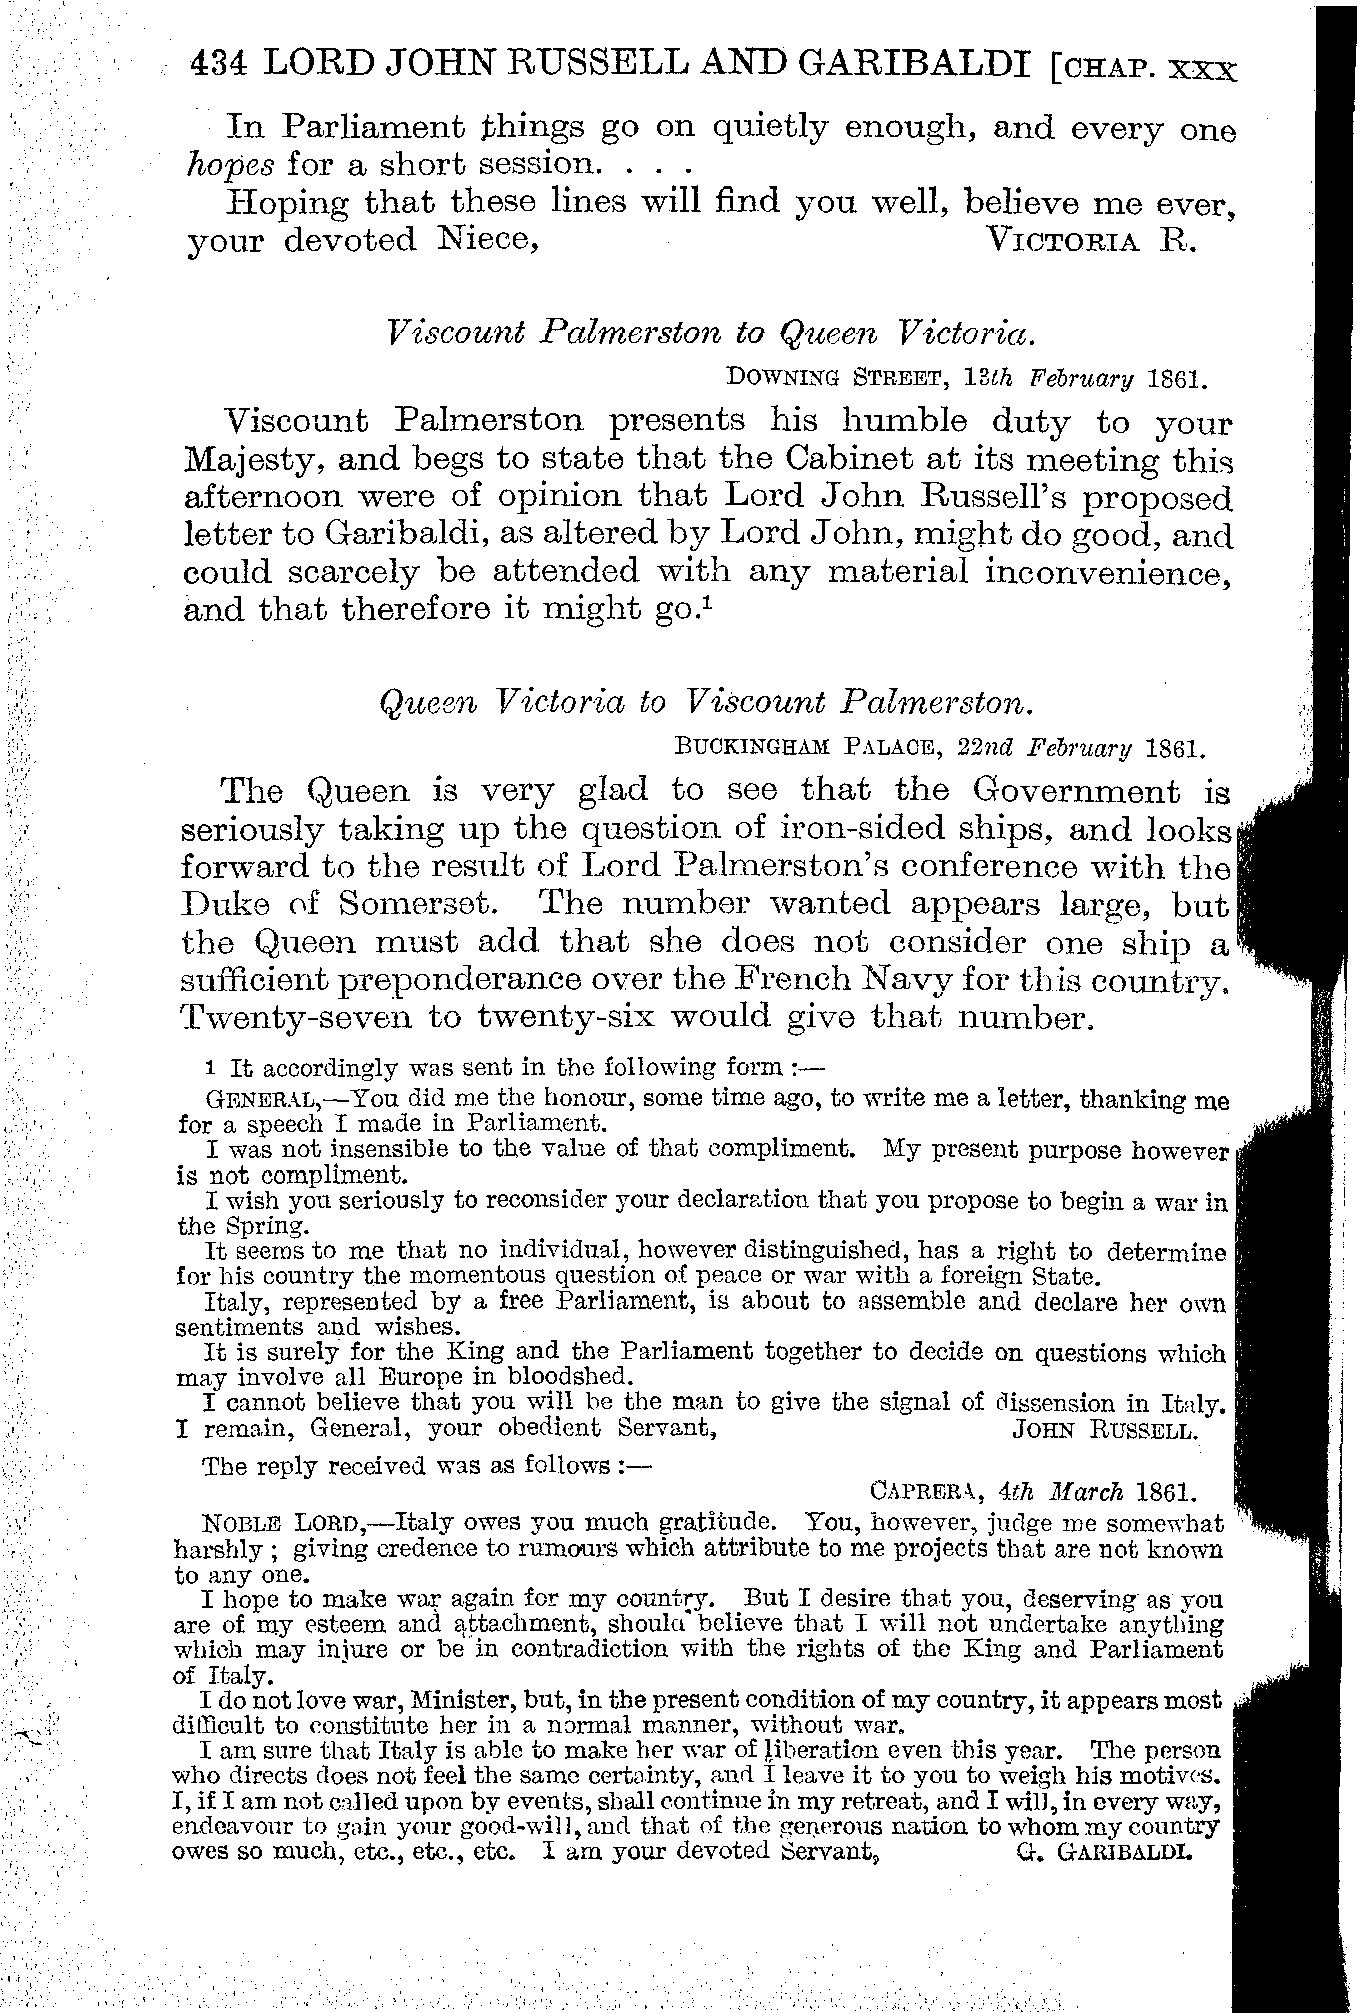 434 LORD JOHN RUSSELL AND GARIBALDI [CHAP. XXX
In Parliament things go on quietly enough, and every one
hopes for a short session. . . .
Hoping that these lines will find you well, believe me ever,
your devoted Niece, VICTORIA R.
Viscount Palmerston to Queen Victoria.
DOWNING STREET, 13th February 1861.
Viscount Palmerston presents his humble duty to your
Majesty, and begs to state that the Cabinet at its meeting this
afternoon were of opinion that Lord John Russell's proposed
letter to Garibaldi, as altered by Lord John, might do good, and
could scarcely be attended with any material inconvenience,
and that therefore it might go.¹
Queen Victoria to Viscount Palmerston.
BUCKINGHAM PALACE, 22nd February 1861.
The Queen is very glad to see that the Government is
seriously taking up the question of iron-sided ships, and looks
forward to the result of Lord Palmerston's conference with the
Duke of Somerset. The number wanted appears large, but
the Queen must add that she does not consider one ship a
sufficient preponderance over the French Navy for this country.
Twenty-seven to twenty-six would give that number.
1 It accordingly was sent in the following form :—
GENERAL,—You did me the honour, some time ago, to write me a letter, thanking me
for a speech I made in Parliament.
I was not insensible to the value of that compliment. My present purpose however
is not compliment.
I wish you seriously to reconsider your declaration that you propose to begin a war in
the Spring.
It seems to me that no individual, however distinguished, has a right to determine
for his country the momentous question of peace or war with a foreign State.
Italy, represented by a free Parliament, is about to assemble and declare her own
sentiments and wishes.
It is surely for the King and the Parliament together to decide on questions which
may involve all Europe in bloodshed.
I cannot believe that you will be the man to give the signal of dissension in Italy.
I remain, General, your obedient Servant, JOHN RUSSELL.
The reply received was as follows :—
CAPRERA, 4th March 1861.
NOBLE LORD,—Italy owes you much gratitude. You, however, judge me somewhat
harshly ; giving credence to rumours which attribute to me projects that are not known
to any one.
I hope to make war again for my country. But I desire that you, deserving as you
are of my esteem and attachment, should believe that I will not undertake anything
which may injure or be in contradiction with the rights of the King and Parliament
of Italy.
I do not love war, Minister, but, in the present condition of my country, it appears most
difficult to constitute her in a normal manner, without war.
I am sure that Italy is able to make her war of liberation even this year. The person
who directs does not feel the same certainty, and I leave it to you to weigh his motives.
I, if I am not called upon by events, shall continue in my retreat, and I will, in every way,
endeavour to gain your good-will, and that of the generous nation to whom my country
owes so much, etc., etc., etc. I am your devoted Servant, G. GARIBALDI.